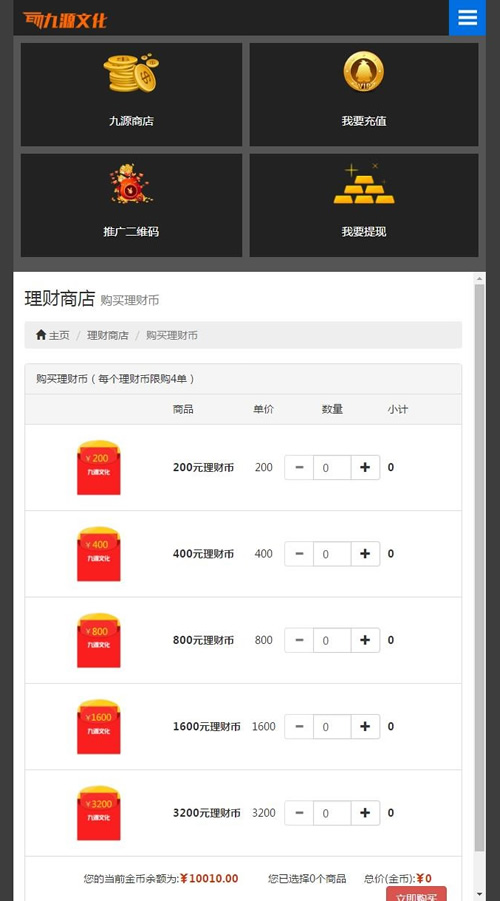 九源文化
九源商店
VIP
我要充值
推广二维码
我要提现
理财商店 购买理财币
主页 / 理财商店 / 购买理财币
购买理财币 ( 每个理财币限购4单 )
商品 单价 数量 小计
¥200
九源文化
200元理财币 200 - 0 + 0
¥400
九源文化
400元理财币 400 - 0 + 0
¥800
九源文化
800元理财币 800 - 0 + 0
¥1600
九源文化
1600元理财币 1600 - 0 + 0
¥3200
九源文化
3200元理财币 3200 - 0 + 0
您的当前金币余额为:¥10010.00 您已选择0个商品 总价(金币):¥0
立即购买